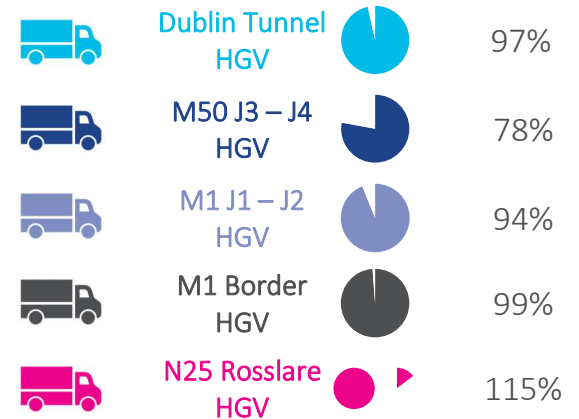 Dublin Tunnel
HGV
97%
M50 J3 – J4
HGV
78%
M1 J1 – J2
HGV
94%
M1 Border
HGV
99%
N25 Rosslare
HGV
115%